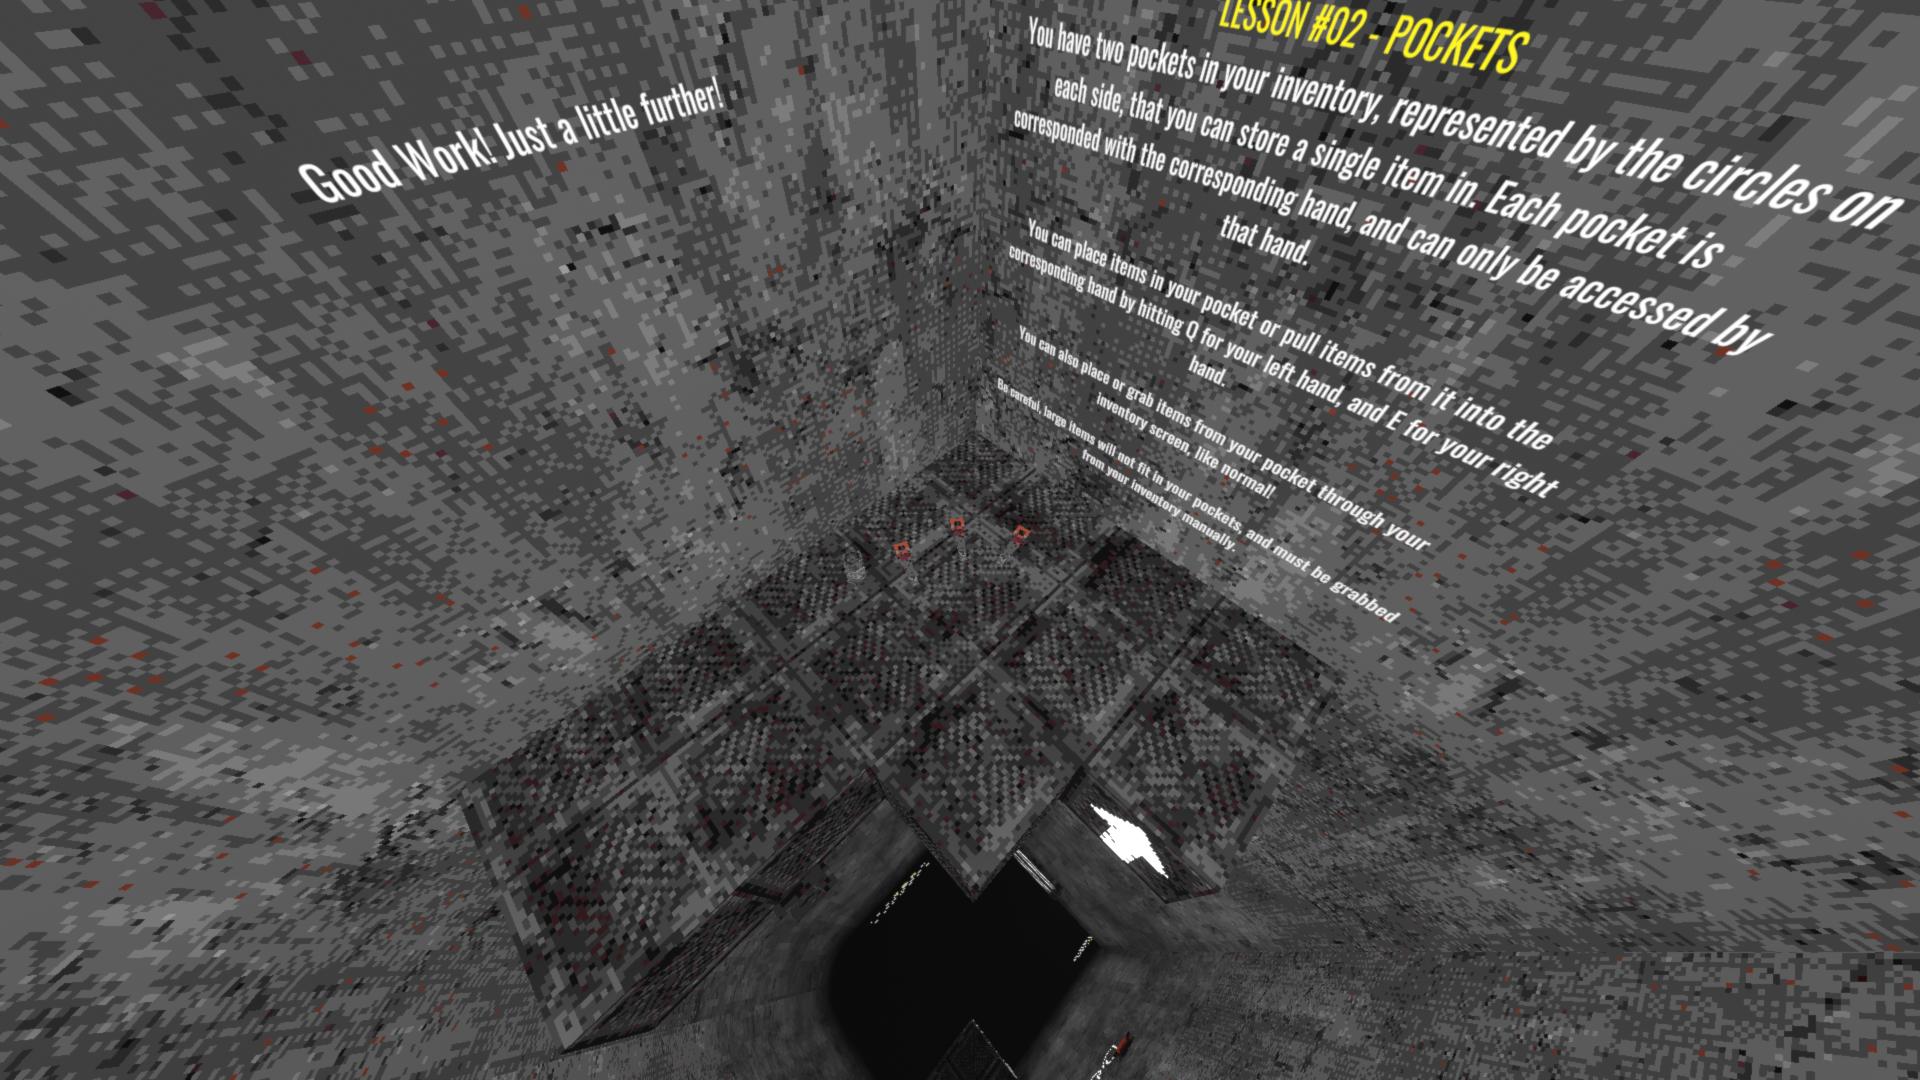 Good Work! Just a little further!
LESSON #02 - POCKETS
You have two pockets in your inventory, represented by the circles on
each side, that you can store a single item in. Each pocket is
corresponded with the corresponding hand, and can only be accessed by
that hand.
You can place items in your pocket or pull items from it into the
corresponding hand by hitting Q for your left hand, and E for your right
hand.
You can also place or grab items from your pocket through your
inventory screen, like normal!
Be careful, large items will not fit in your pockets, and must be grabbed
from your inventory manually.